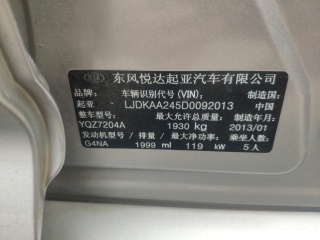 KIA 东风悦达起亚汽车有限公司
品牌: 车辆识别代号(VIN): 制造国:
起亚 LJDKAA245D0092013 中国
整车型号: 最大允许总质量: 制造年月:
YQZ7204A 1930 kg 2013/01
发动机型号/排量/最大净功率: 乘坐人数:
G4NA 1999 ml 119 kW 5人